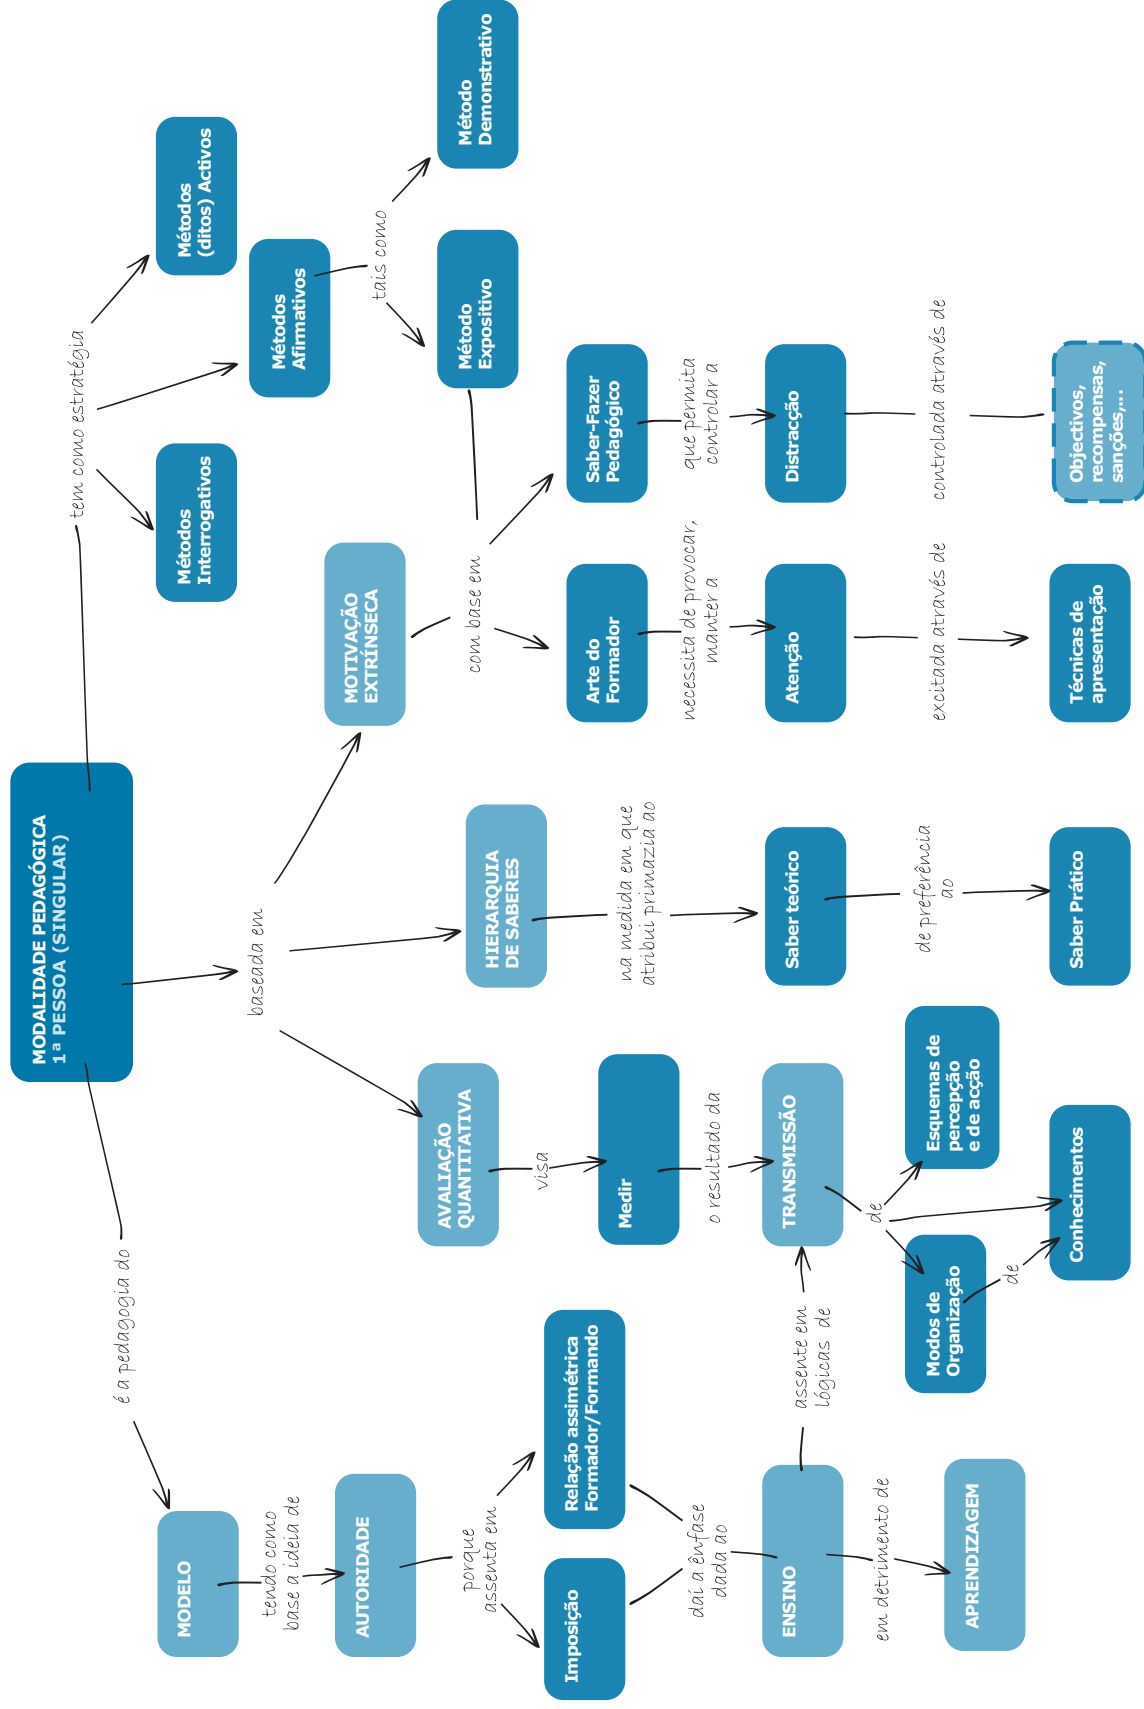 MODALIDADE PEDAGÓGICA
1ª PESSOA (SINGULAR)
é a pedagogia do
MODELO
tendo como
base a ideia de
AUTORIDADE
porque
assenta em
Imposição
Relação assimétrica
Formador/Formando
daí a ênfase
dada ao
ENSINO
em detrimento de
APRENDIZAGEM
assente em
lógicas de
baseada em
AVALIAÇÃO
QUANTITATIVA
visa
Medir
o resultado da
TRANSMISSÃO
de
Modos de
Organização
de
Esquemas de
percepção
e de acção
Conhecimentos
HIERARQUIA
DE SABERES
na medida em que
atribui primazia ao
Saber teórico
de preferência
ao
Saber Prático
MOTIVAÇÃO
EXTRÍNSECA
com base em
Arte do
Formador
necessita de provocar,
manter a
Atenção
excitada através de
Técnicas de
apresentação
Saber-Fazer
Pedagógico
que permita
controlar a
Distracção
controlada através de
Objectivos,
recompensas,
sanções,...
tem como estratégia
Métodos
Interrogativos
Métodos
Afirmativos
Métodos
(ditos) Activos
tais como
Método
Expositivo
Método
Demonstrativo